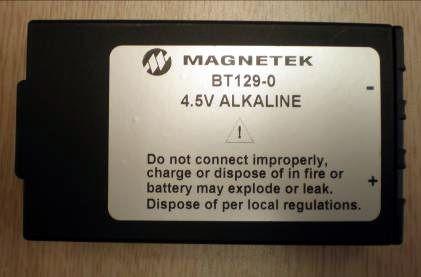 MAGNETEK
BT129-0
4.5V ALKALINE
-
!
Do not connect improperly,
charge or dispose of in fire or
battery may explode or leak.
+
Dispose of per local regulations.